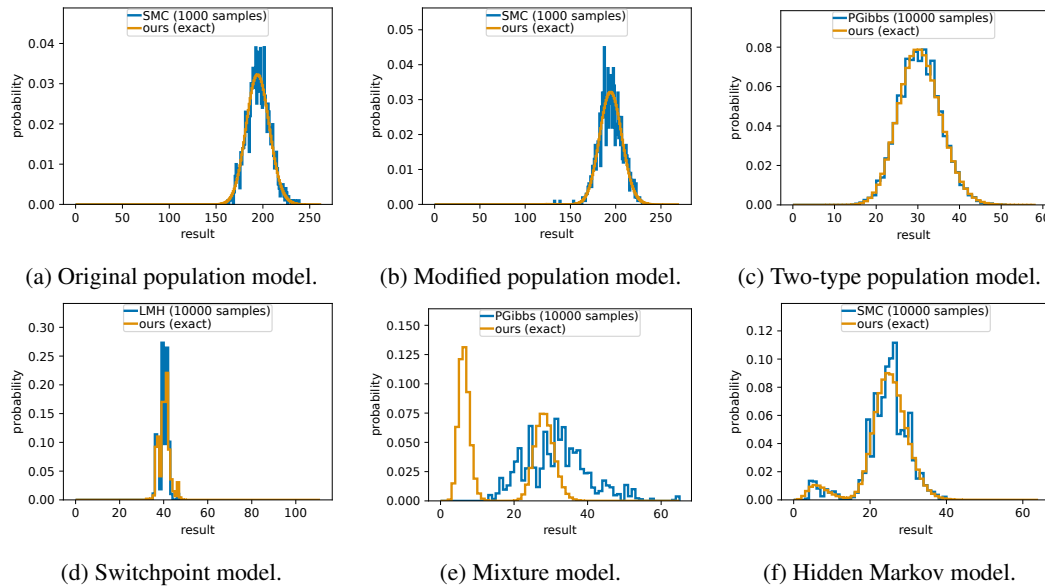 SMC (1000 samples)
ours (exact)
0.04
0.03
0.02
0.01
0.00
probability
0 50 100 150 200 250
result
(a) Original population model.
SMC (1000 samples)
ours (exact)
0.05
0.04
0.03
0.02
0.01
0.00
probability
0 50 100 150 200 250
result
(b) Modified population model.
PGibbs (10000 samples)
ours (exact)
0.08
0.06
0.04
0.02
0.00
probability
0 10 20 30 40 50 60
result
(c) Two-type population model.
LMH (10000 samples)
ours (exact)
0.30
0.25
0.20
0.15
0.10
0.05
0.00
probability
0 20 40 60 80 100
result
(d) Switchpoint model.
PGibbs (10000 samples)
ours (exact)
0.150
0.125
0.100
0.075
0.050
0.025
0.000
probability
0 20 40 60
result
(e) Mixture model.
SMC (10000 samples)
ours (exact)
0.12
0.10
0.08
0.06
0.04
0.02
0.00
probability
0 10 20 30 40 50 60
result
(f) Hidden Markov model.